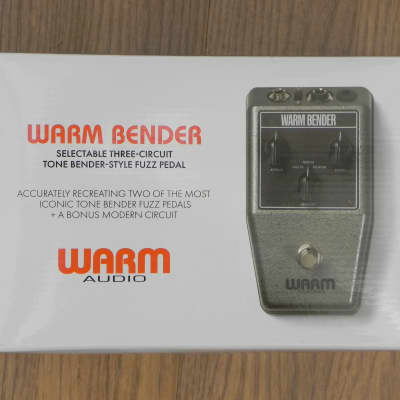 WARM BENDER
SELECTABLE THREE-CIRCUIT
TONE BENDER-STYLE FUZZ PEDAL
ACCURATELY RECREATING TWO OF THE MOST
ICONIC TONE BENDER FUZZ PEDALS
+ A BONUS MODERN CIRCUIT
WARM
AUDIO
WARM BENDER
WARM